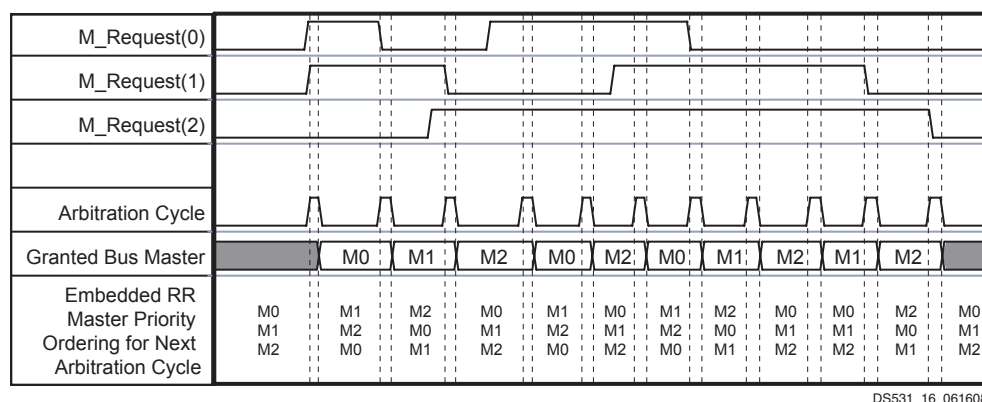 M_Request(0)
M_Request(1)
M_Request(2)
Arbitration Cycle
Granted Bus Master M0 M1 M2 M0 M2 M0 M1 M2 M1 M2
Embedded RR
Master Priority
Ordering for Next
Arbitration Cycle
M0 M1 M2 M0 M1 M0 M1 M2 M0 M0 M2 M0
M1 M2 M0 M1 M2 M1 M2 M0 M1 M1 M0 M1
M2 M0 M1 M2 M0 M2 M0 M1 M2 M2 M1 M2
DS531_16_061608